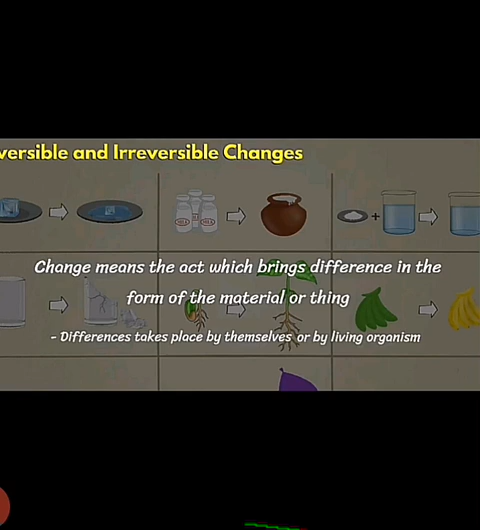 versible and Irreversible Changes
Change means the act which brings difference in the
form of the material or thing
- Differences takes place by themselves or by living organism